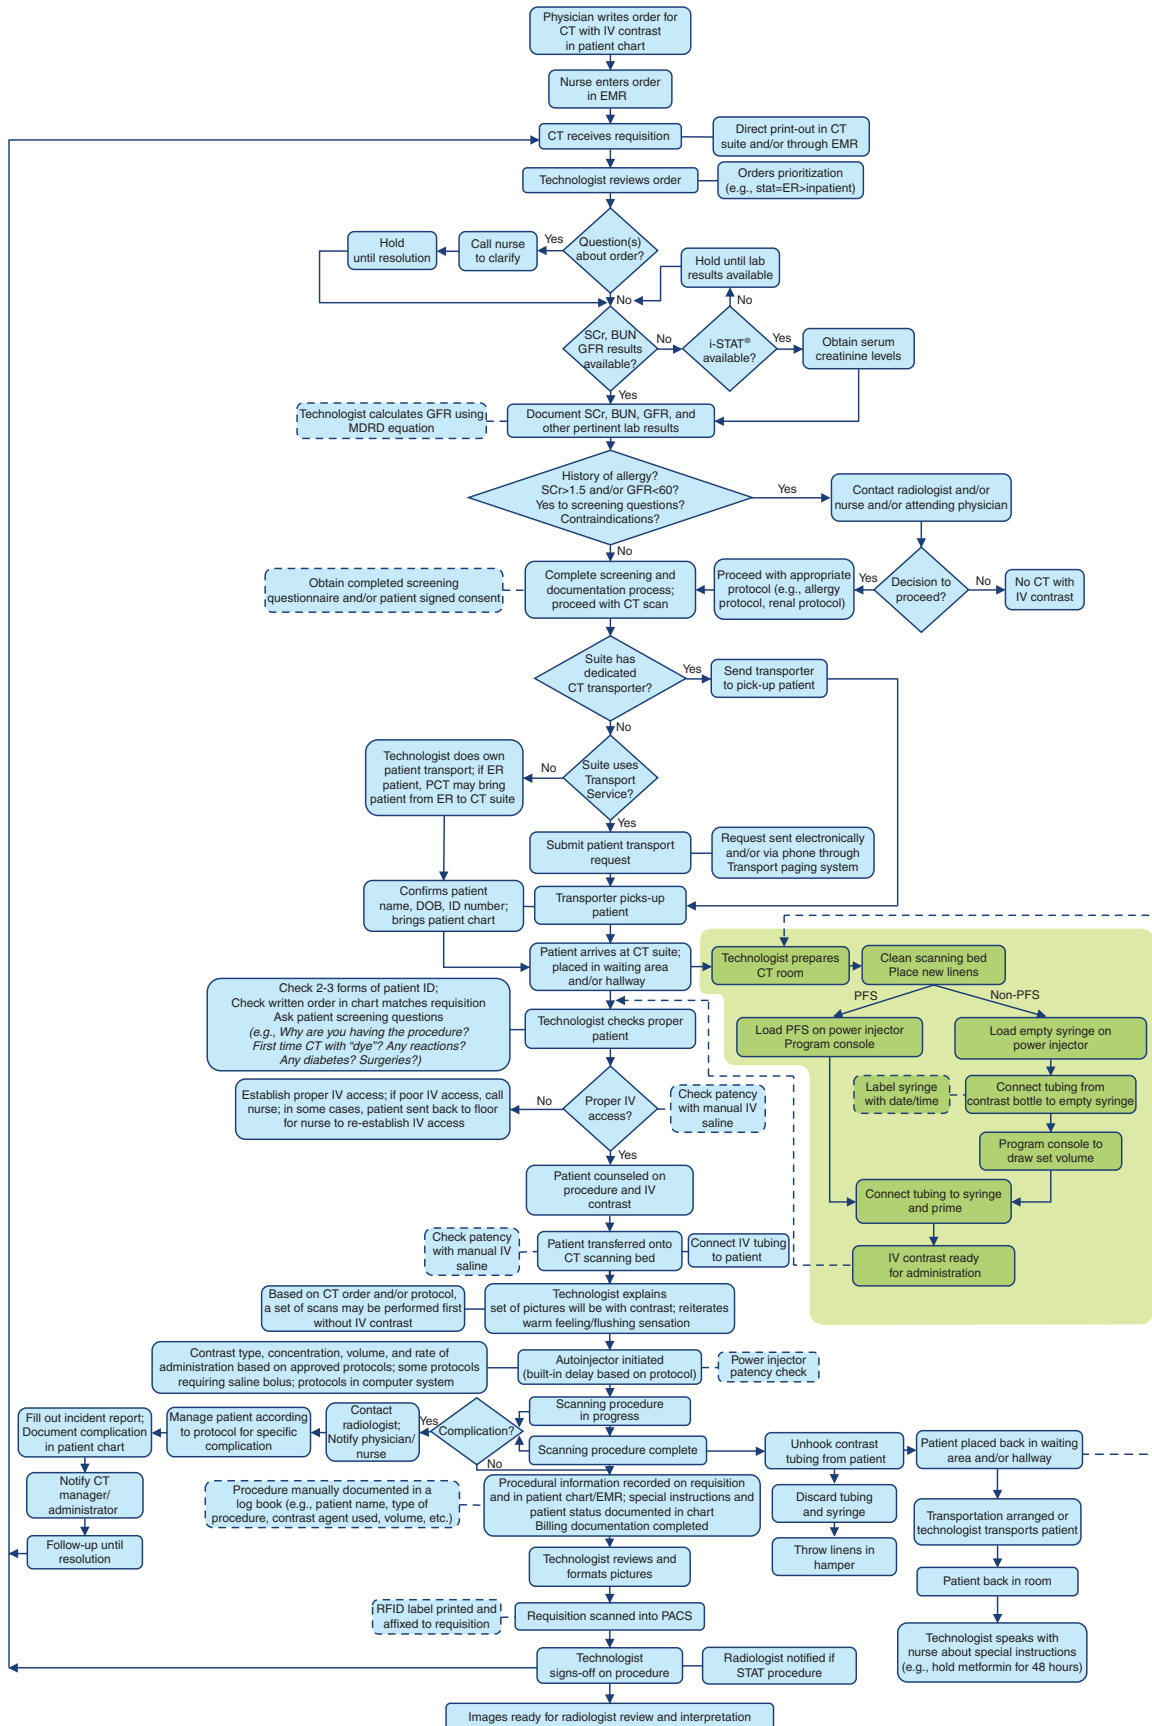 Physician writes order for
CT with IV contrast
in patient chart
Nurse enters order
in EMR
CT receives requisition
Direct print-out in CT
suite and/or through EMR
Technologist reviews order
Orders prioritization
(e.g., stat=ER>inpatient)
Question(s)
about order?
Yes
Call nurse
to clarify
Hold
until resolution
No
Hold until lab
results available
No
SCr, BUN
GFR results
available?
No
i-STAT®
available?
Yes
Obtain serum
creatinine levels
Yes
Technologist calculates GFR using
MDRD equation
Document SCr, BUN, GFR, and
other pertinent lab results
History of allergy?
SCr>1.5 and/or GFR<60?
Yes to screening questions?
Contraindications?
Yes
Contact radiologist and/or
nurse and/or attending physician
No
Obtain completed screening
questionnaire and/or patient signed consent
Complete screening and
documentation process;
proceed with CT scan
Proceed with appropriate
protocol (e.g., allergy
protocol, renal protocol)
Yes
Decision to
proceed?
No
No CT with
IV contrast
Suite has
dedicated
CT transporter?
Yes
Send transporter
to pick-up patient
No
Technologist does own
patient transport; if ER
patient, PCT may bring
patient from ER to CT suite
No
Suite uses
Transport
Service?
Yes
Submit patient transport
request
Request sent electronically
and/or via phone through
Transport paging system
Confirms patient
name, DOB, ID number;
brings patient chart
Transporter picks-up
patient
Patient arrives at CT suite;
placed in waiting area
and/or hallway
Technologist prepares
CT room
Clean scanning bed
Place new linens
PFS
Non-PFS
Load PFS on power injector
Program console
Load empty syringe on
power injector
Label syringe
with date/time
Connect tubing from
contrast bottle to empty syringe
Program console to
draw set volume
Connect tubing to syringe
and prime
IV contrast ready
for administration
Check 2-3 forms of patient ID;
Check written order in chart matches requisition
Ask patient screening questions
(e.g., Why are you having the procedure?
First time CT with “dye”? Any reactions?
Any diabetes? Surgeries?)
Technologist checks proper
patient
Establish proper IV access; if poor IV access, call
nurse; in some cases, patient sent back to floor
for nurse to re-establish IV access
No
Proper IV
access?
Check patency
with manual IV
saline
Yes
Patient counseled on
procedure and IV
contrast
Check patency
with manual IV
saline
Patient transferred onto
CT scanning bed
Connect IV tubing
to patient
Based on CT order and/or protocol,
a set of scans may be performed first
without IV contrast
Technologist explains
set of pictures will be with contrast; reiterates
warm feeling/flushing sensation
Contrast type, concentration, volume, and rate of
administration based on approved protocols; some protocols
requiring saline bolus; protocols in computer system
Autoinjector initiated
(built-in delay based on protocol)
Power injector
patency check
Scanning procedure
in progress
Fill out incident report;
Document complication
in patient chart
Manage patient according
to protocol for specific
complication
Contact
radiologist;
Notify physician/
nurse
Yes
Complication?
Scanning procedure complete
Unhook contrast
tubing from patient
Patient placed back in waiting
area and/or hallway
No
Notify CT
manager/
administrator
Procedure manually documented in a
log book (e.g., patient name, type of
procedure, contrast agent used, volume, etc.)
Procedural information recorded on requisition
and in patient chart/EMR; special instructions and
patient status documented in chart
Billing documentation completed
Discard tubing
and syringe
Transportation arranged or
technologist transports patient
Follow-up until
resolution
Throw linens in
hamper
Technologist reviews and
formats pictures
Patient back in room
RFID label printed and
affixed to requisition
Requisition scanned into PACS
Technologist speaks with
nurse about special instructions
(e.g., hold metformin for 48 hours)
Technologist
signs-off on procedure
Radiologist notified if
STAT procedure
Images ready for radiologist review and interpretation